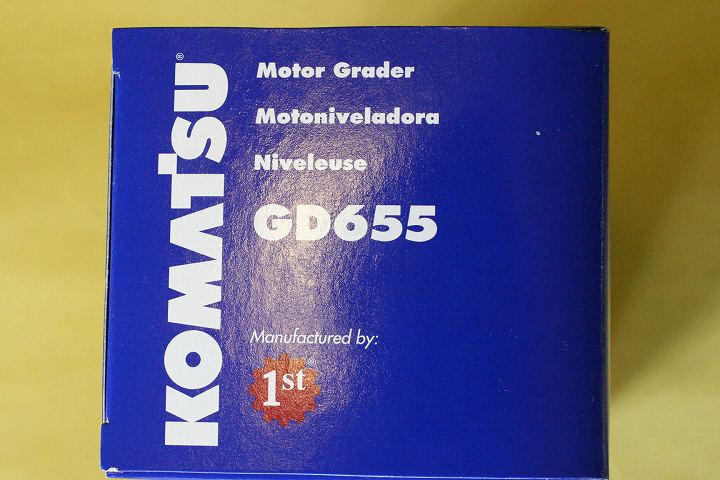 KOMATSU®
Motor Grader
Motoniveladora
Niveleuse
GD655
Manufactured by:
1st®